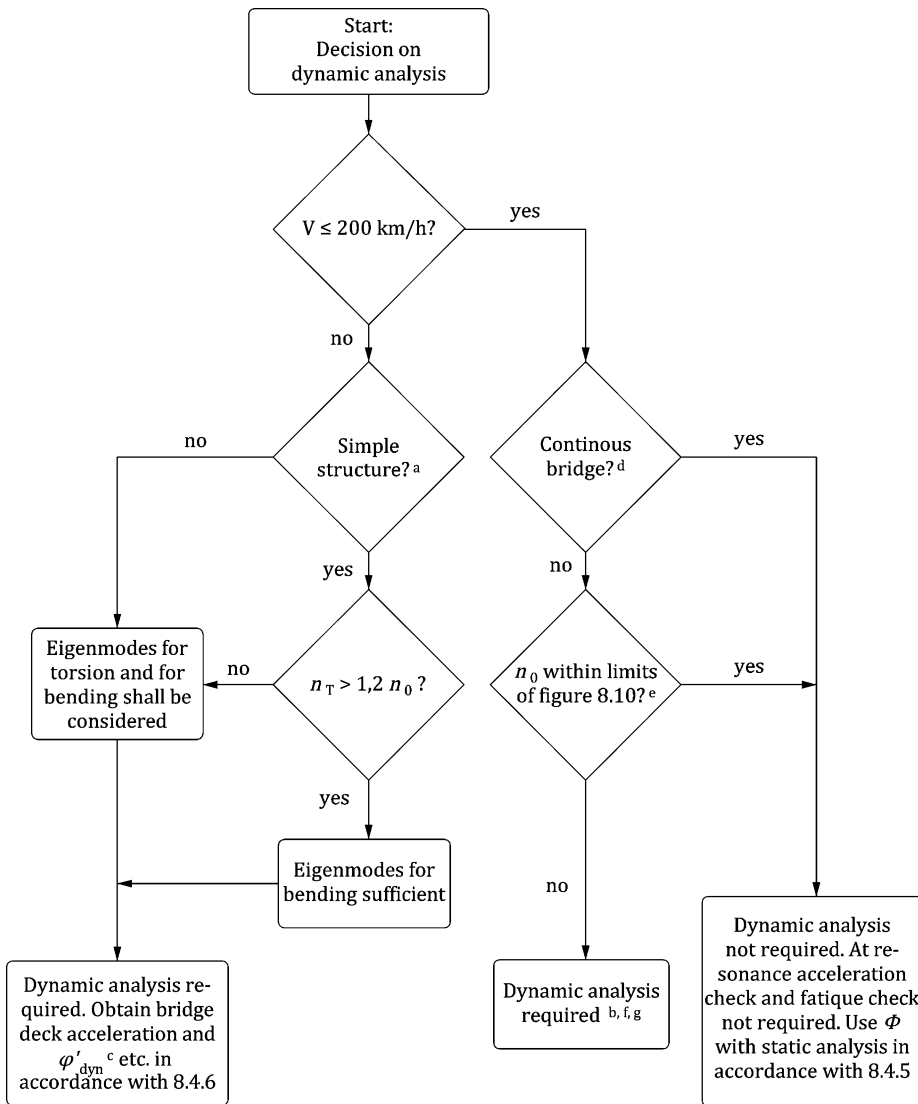 Start:
Decision on
dynamic analysis
V ≤ 200 km/h?
yes
no
Simple
structure? a
no
yes
Continous
bridge? d
yes
no
Eigenmodes for
torsion and for
bending shall be
considered
no
n T > 1,2 n 0 ?
yes
n 0 within limits
of figure 8.10? e
yes
no
Eigenmodes for
bending sufficient
Dynamic analysis re-
quired. Obtain bridge
deck acceleration and
φ′dyn c etc. in
accordance with 8.4.6
Dynamic analysis
required b, f, g
Dynamic analysis
not required. At re-
sonance acceleration
check and fatique check
not required. Use Φ
with static analysis in
accordance with 8.4.5